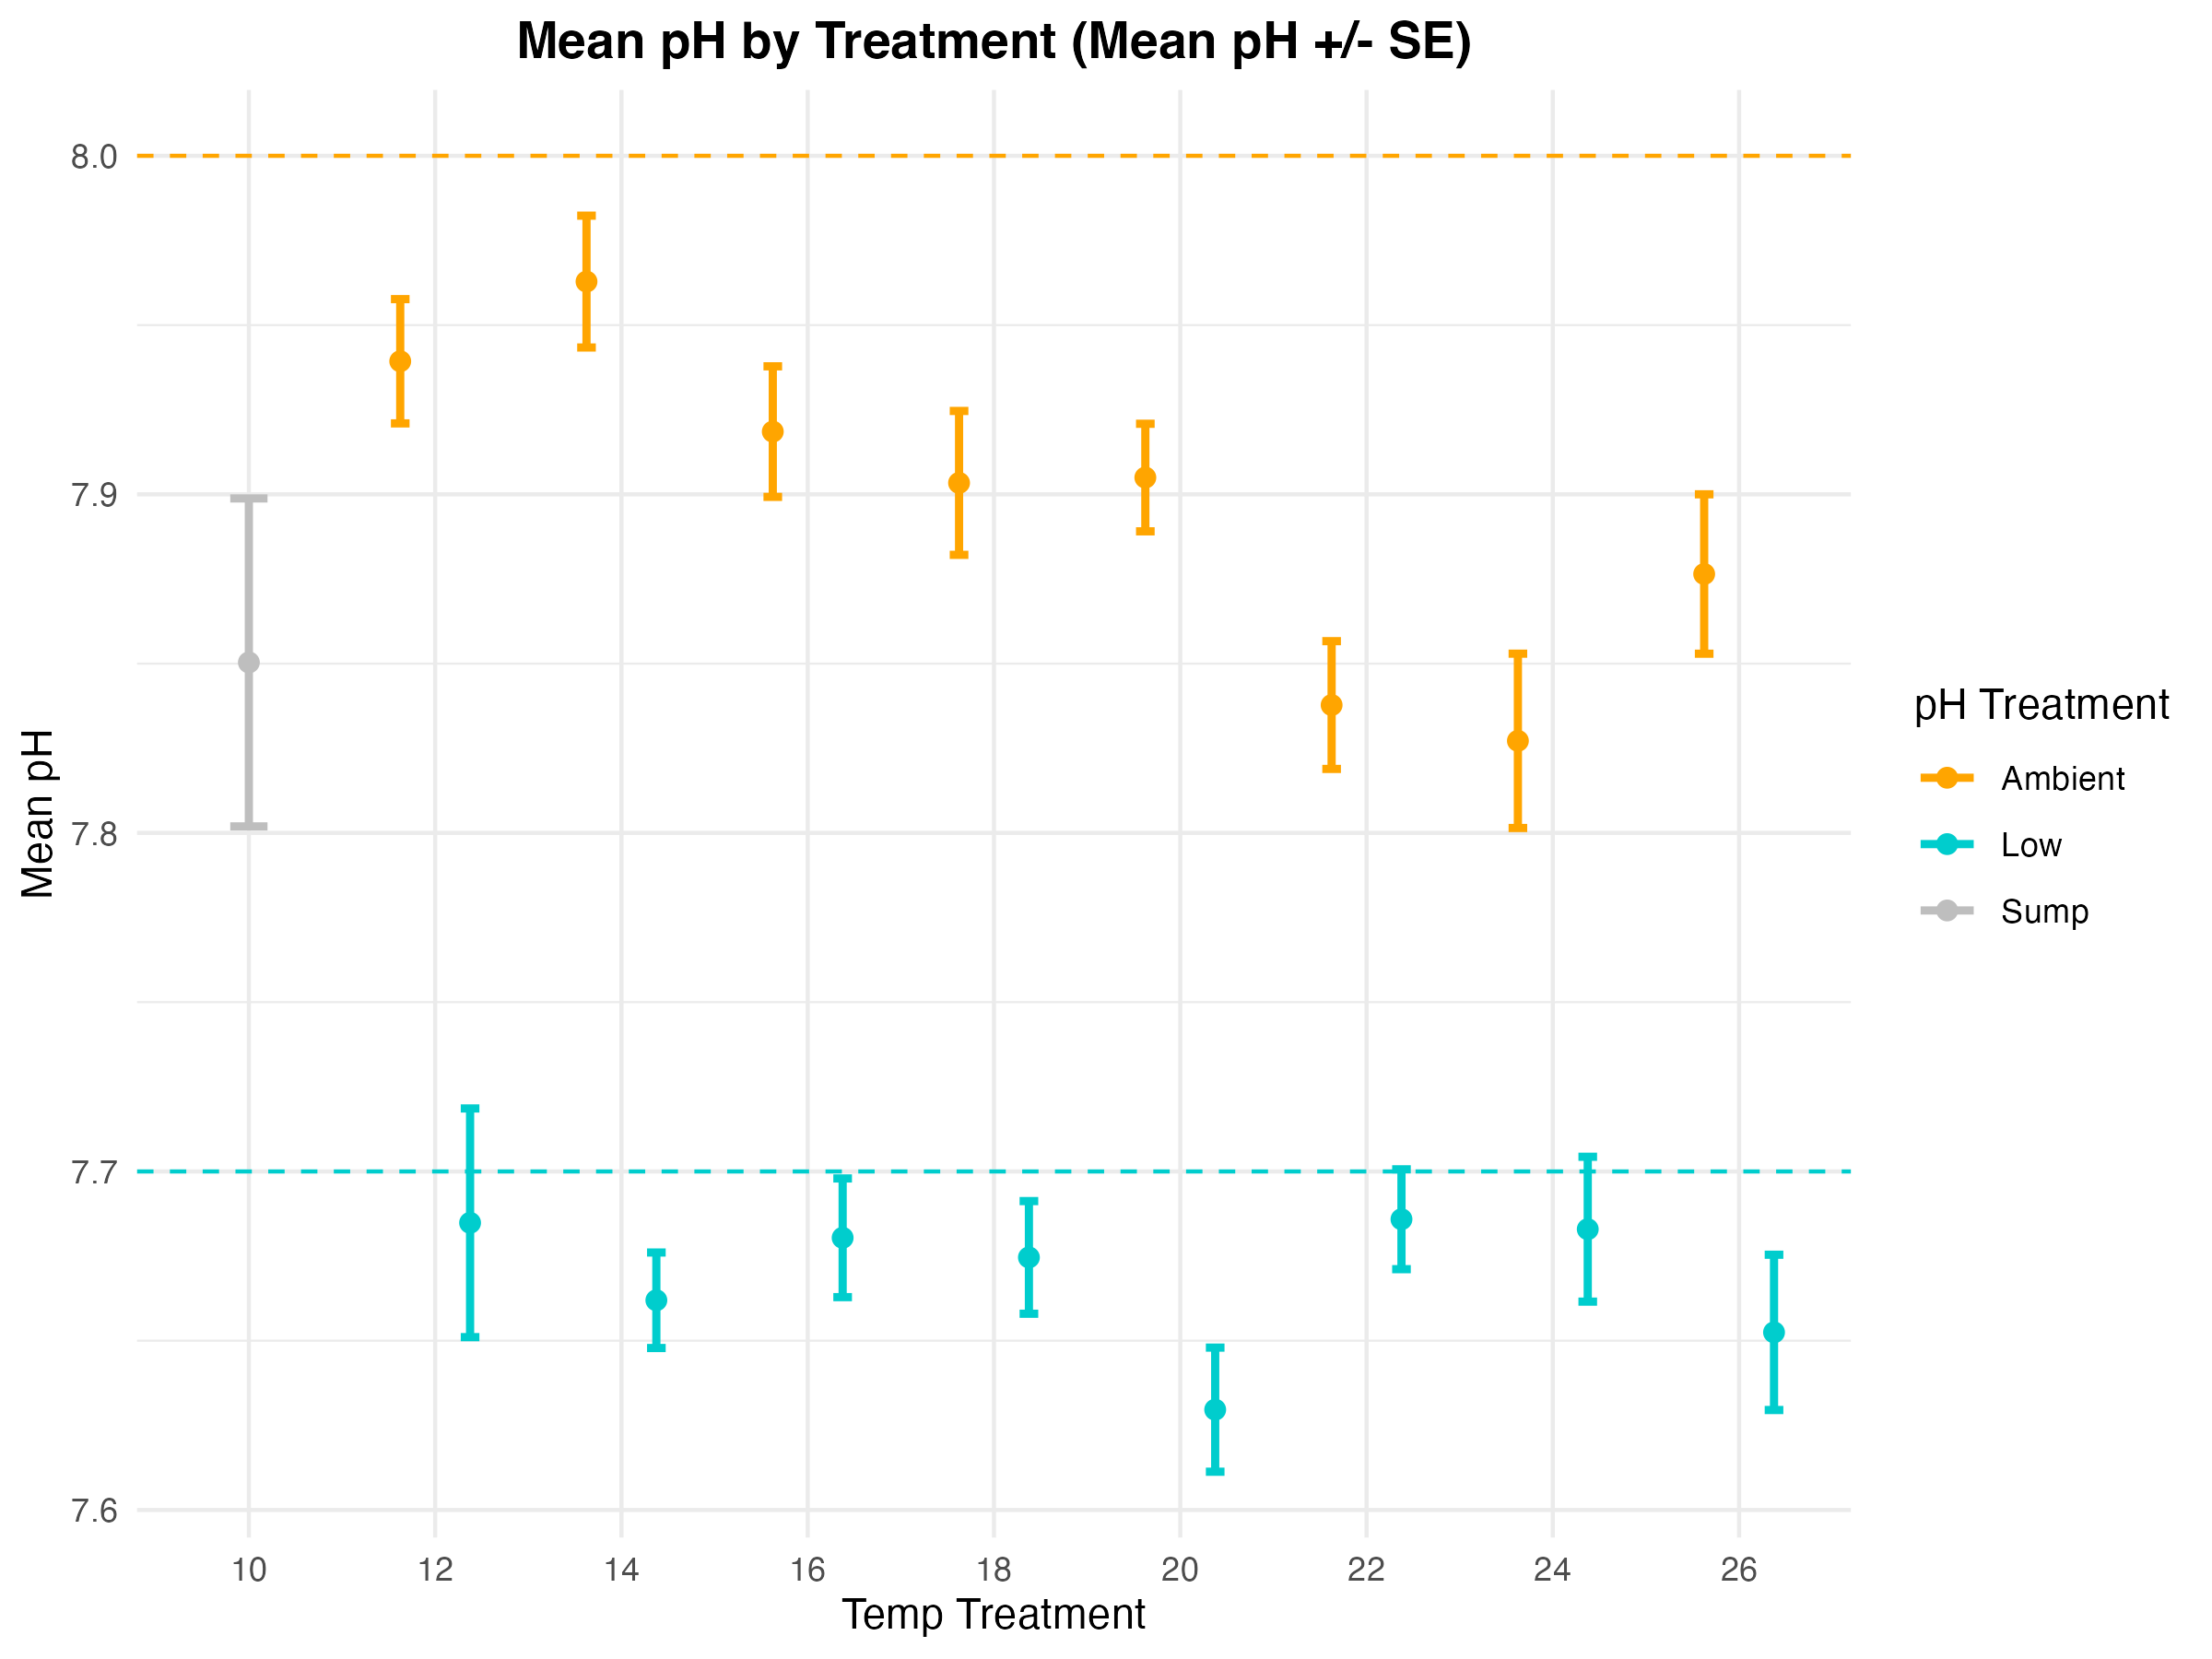 Mean pH by Treatment (Mean pH +/- SE)
Mean pH
8.0
7.9
7.8
7.7
7.6
10 12 14 16 18 20 22 24 26
Temp Treatment
pH Treatment
Ambient
Low
Sump